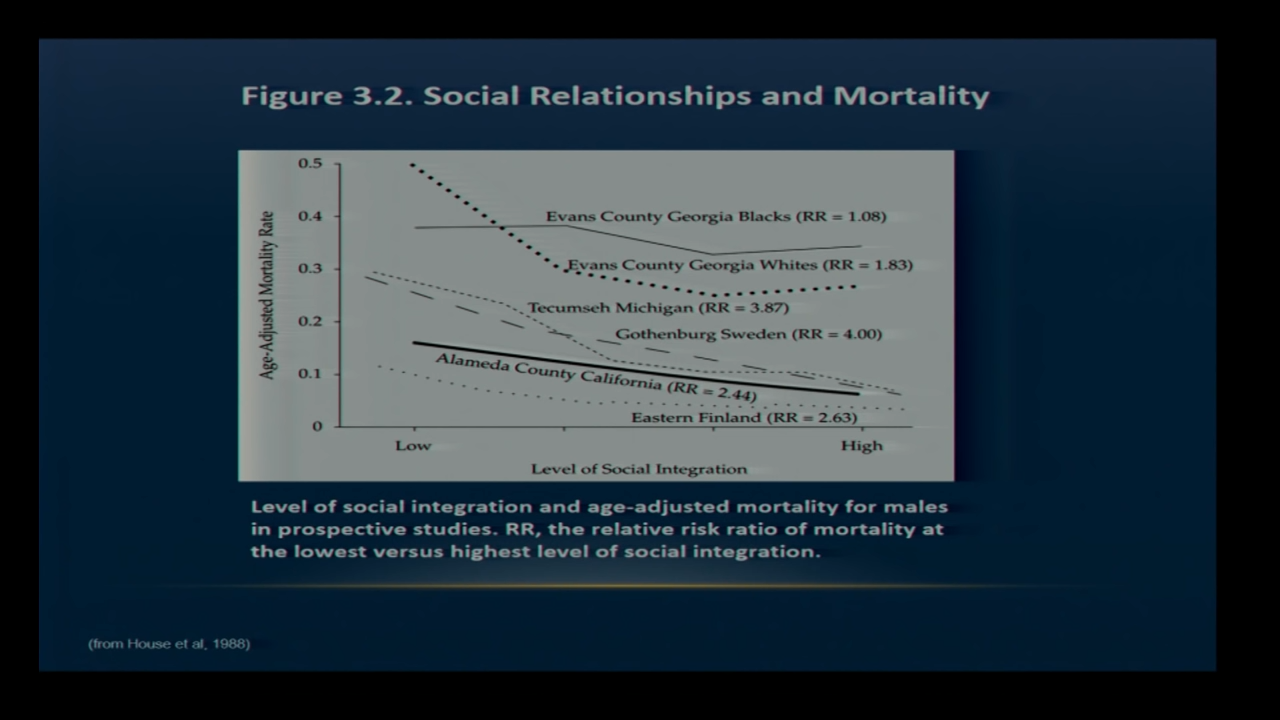 Figure 3.2. Social Relationships and Mortality
0.5
0.4
0.3
0.2
0.1
0
Age-Adjusted Mortality Rate
Evans County Georgia Blacks (RR = 1.08)
Evans County Georgia Whites (RR = 1.83)
Tecumseh Michigan (RR = 3.87)
Gothenburg Sweden (RR = 4.00)
Alameda County California (RR = 2.44)
Eastern Finland (RR = 2.63)
Low
High
Level of Social Integration
Level of social integration and age-adjusted mortality for males
in prospective studies. RR, the relative risk ratio of mortality at
the lowest versus highest level of social integration.
(from House et al, 1988)